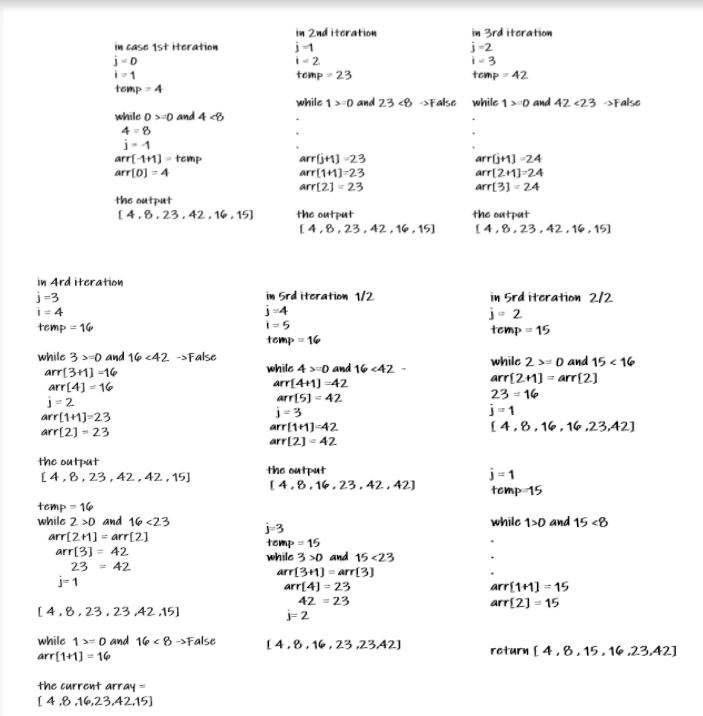 in case 1st iteration
j = 0
i = 1
temp = 4
while 0 >=0 and 4 <8
4 = 8
j = -1
arr[-1+1] = temp
arr[0] = 4
the output
[ 4 , 8 , 23 , 42 , 16 , 15]
in 2nd iteration
j =1
i = 2
temp = 23
while 1 >=0 and 23 <8 ->False
.
.
.
arr[j+1] =23
arr[1+1]=23
arr[2] = 23
the output
[ 4 , 8 , 23 , 42 , 16 , 15]
in 3rd iteration
j =2
i = 3
temp = 42
while 1 >=0 and 42 <23 ->False
.
.
.
arr[j+1] =24
arr[2+1]=24
arr[3] = 24
the output
[ 4 , 8 , 23 , 42 , 16 , 15]
in 4rd iteration
j =3
i = 4
temp = 16
while 3 >=0 and 16 <42 ->False
arr[3+1] =16
arr[4] = 16
j = 2
arr[1+1]=23
arr[2] = 23
the output
[ 4 , 8 , 23 , 42 , 42 , 15]
temp = 16
while 2 >0 and 16 <23
arr[2+1] = arr[2]
arr[3] = 42
23 = 42
j= 1
[ 4 , 8 , 23 , 23 ,42 ,15]
while 1 >= 0 and 16 < 8 ->False
arr[1+1] = 16
the current array =
[ 4 ,8 ,16,23,42,15]
in 5rd iteration 1/2
j =4
i = 5
temp = 16
while 4 >=0 and 16 <42 -
arr[4+1] =42
arr[5] = 42
j = 3
arr[1+1]=42
arr[2] = 42
the output
[ 4 , 8 , 16 , 23 , 42 , 42]
j=3
temp = 15
while 3 >0 and 15 <23
arr[3+1] = arr[3]
arr[4] = 23
42 = 23
j= 2
[ 4 , 8 , 16 , 23 ,23,42]
in 5rd iteration 2/2
j = 2
temp = 15
while 2 >= 0 and 15 < 16
arr[2+1] = arr[2]
23 = 16
j = 1
[ 4 , 8 , 16 , 16 ,23,42]
j = 1
temp=15
while 1>0 and 15 <8
.
.
.
arr[1+1] = 15
arr[2] = 15
return [ 4 , 8 , 15 , 16 ,23,42]